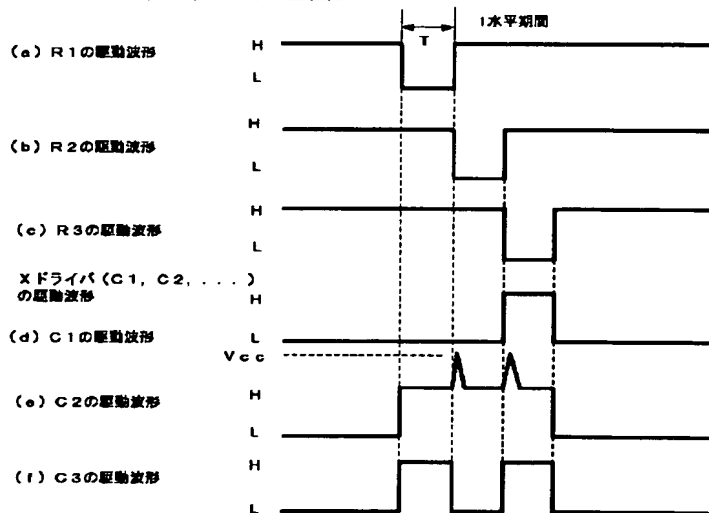 1水平期間
T
(a) R1の駆動波形
H
L
(b) R2の駆動波形
H
L
(c) R3の駆動波形
H
L
Xドライバ(C1, C2, ...)
の駆動波形
H
(d) C1の駆動波形
L
Vcc
(e) C2の駆動波形
H
L
(f) C3の駆動波形
H
L